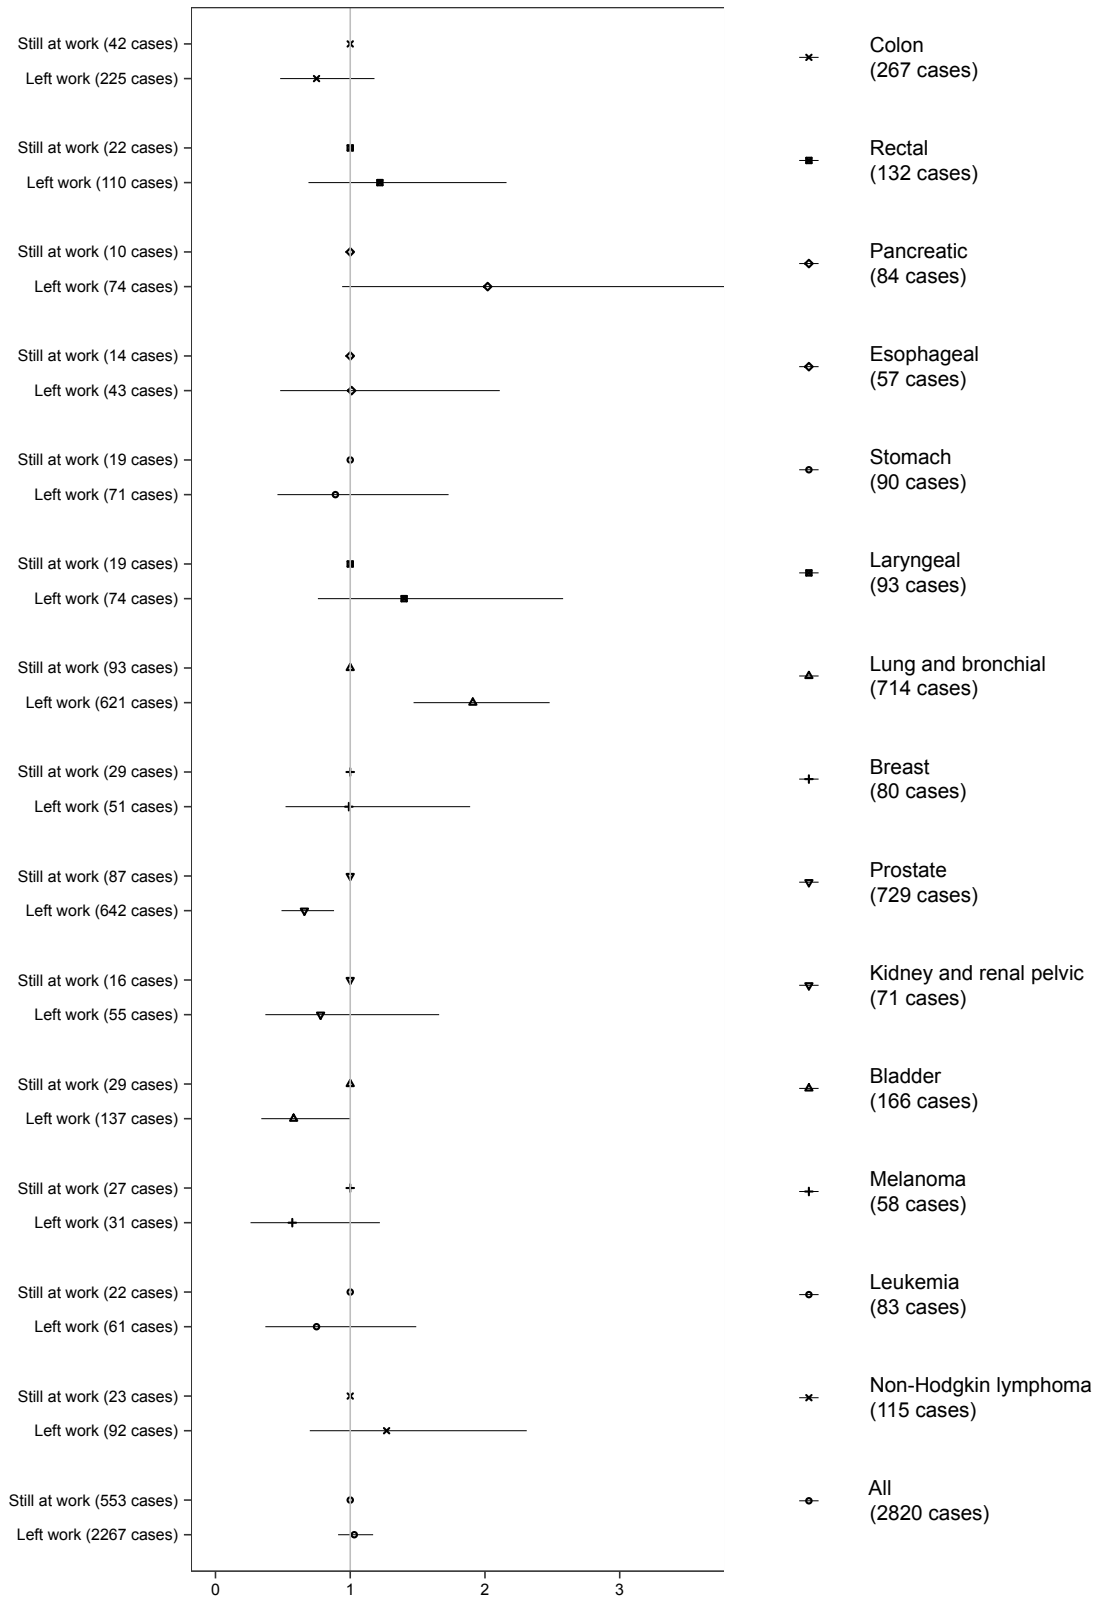 Still at work (42 cases)
Left work (225 cases)
Colon
(267 cases)
Still at work (22 cases)
Left work (110 cases)
Rectal
(132 cases)
Still at work (10 cases)
Left work (74 cases)
Pancreatic
(84 cases)
Still at work (14 cases)
Left work (43 cases)
Esophageal
(57 cases)
Still at work (19 cases)
Left work (71 cases)
Stomach
(90 cases)
Still at work (19 cases)
Left work (74 cases)
Laryngeal
(93 cases)
Still at work (93 cases)
Left work (621 cases)
Lung and bronchial
(714 cases)
Still at work (29 cases)
Left work (51 cases)
Breast
(80 cases)
Still at work (87 cases)
Left work (642 cases)
Prostate
(729 cases)
Still at work (16 cases)
Left work (55 cases)
Kidney and renal pelvic
(71 cases)
Still at work (29 cases)
Left work (137 cases)
Bladder
(166 cases)
Still at work (27 cases)
Left work (31 cases)
Melanoma
(58 cases)
Still at work (22 cases)
Left work (61 cases)
Leukemia
(83 cases)
Still at work (23 cases)
Left work (92 cases)
Non-Hodgkin lymphoma
(115 cases)
Still at work (553 cases)
Left work (2267 cases)
All
(2820 cases)
0 1 2 3